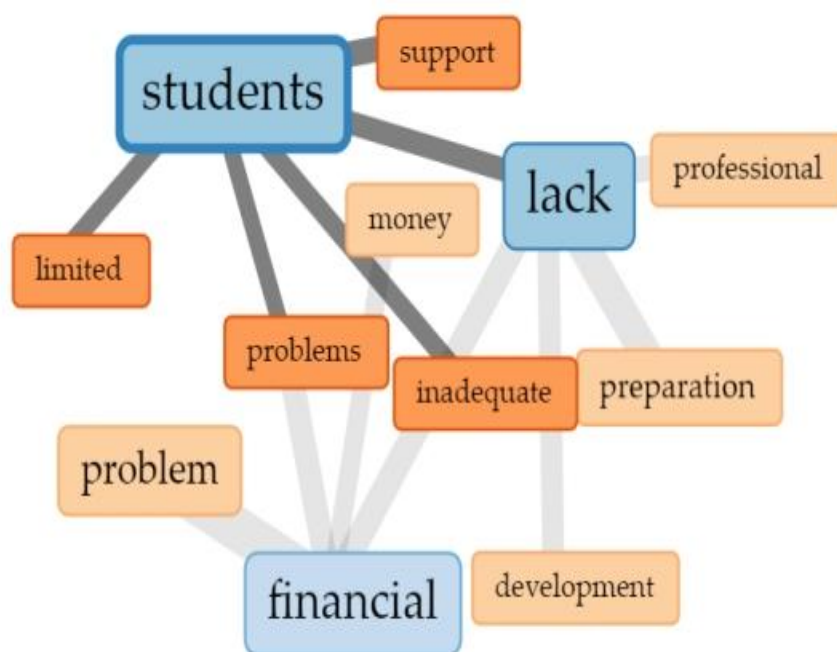 support
students
professional
lack
money
limited
problems
inadequate
preparation
problem
development
financial